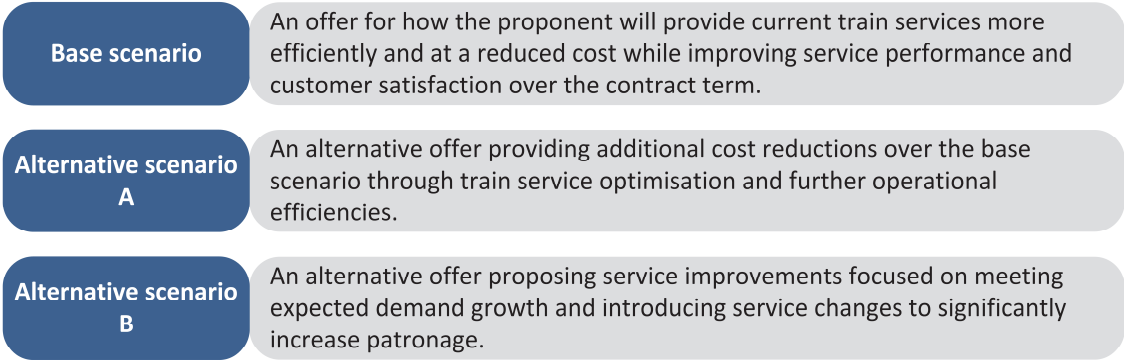 Base scenario
An offer for how the proponent will provide current train services more
efficiently and at a reduced cost while improving service performance and
customer satisfaction over the contract term.
Alternative scenario
A
An alternative offer providing additional cost reductions over the base
scenario through train service optimisation and further operational
efficiencies.
Alternative scenario
B
An alternative offer proposing service improvements focused on meeting
expected demand growth and introducing service changes to significantly
increase patronage.